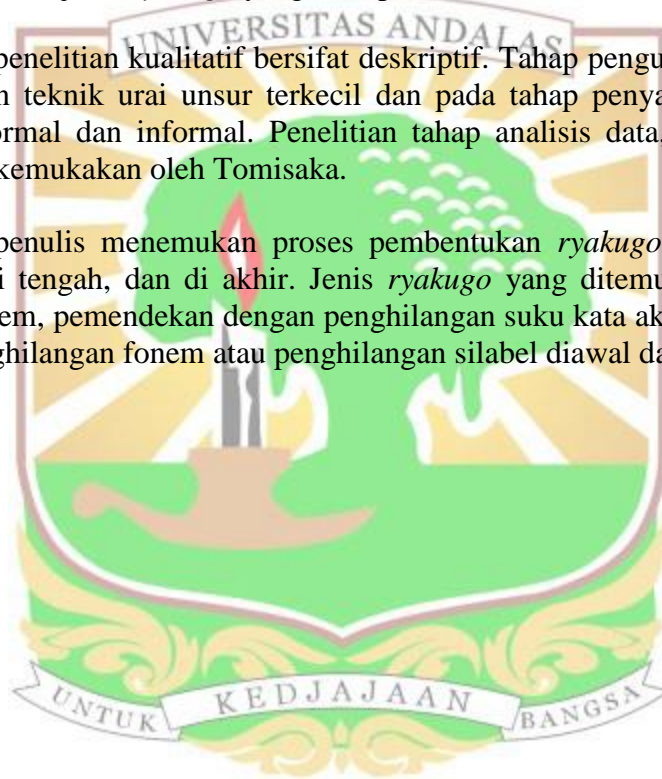 UNIVERSITAS ANDALAS
penelitian kualitatif bersifat deskriptif. Tahap pengu
n teknik urai unsur terkecil dan pada tahap penya
ormal dan informal. Penelitian tahap analisis data,
kemukakan oleh Tomisaka.
penulis menemukan proses pembentukan ryakugo
i tengah, dan di akhir. Jenis ryakugo yang ditemu
em, pemendekan dengan penghilangan suku kata ak
ghilangan fonem atau penghilangan silabel diawal da
UNTUK KEDJAJAAN BANGSA